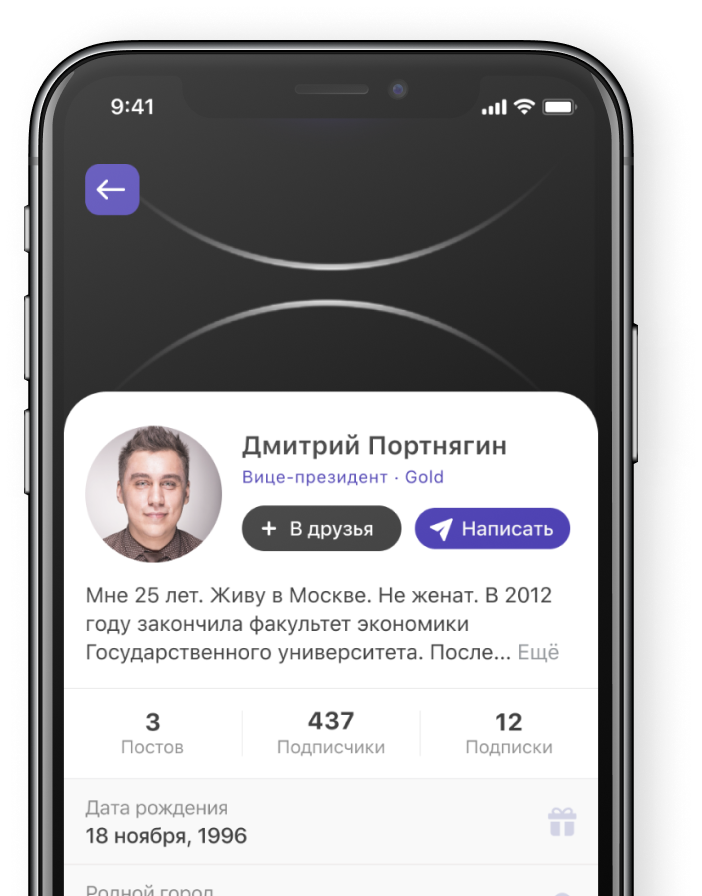 9:41
Дмитрий Портнягин
Вице-президент · Gold
+ В друзья
Написать
Мне 25 лет. Живу в Москве. Не женат. В 2012
году закончила факультет экономики
Государственного университета. После... Ещё
3
Постов
437
Подписчики
12
Подписки
Дата рождения
18 ноября, 1996
Родной город